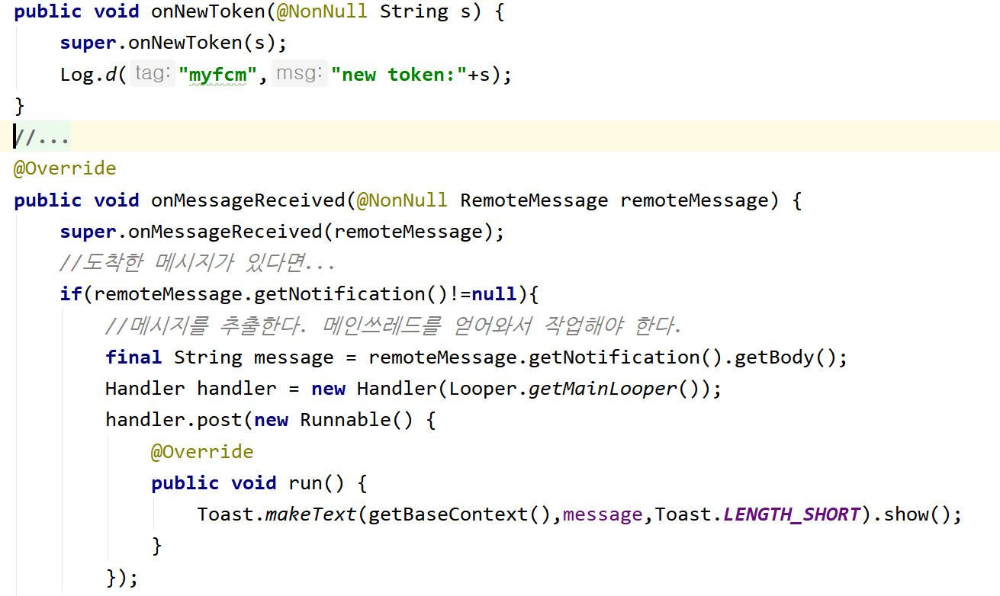 public void onNewToken(@NonNull String s) {
    super.onNewToken(s);
    Log.d( tag: "myfcm", msg: "new token:"+s);
}
//...
@Override
public void onMessageReceived(@NonNull RemoteMessage remoteMessage) {
    super.onMessageReceived(remoteMessage);
    //도착한 메시지가 있다면...
    if(remoteMessage.getNotification()!=null){
        //메시지를 추출한다. 메인쓰레드를 얻어와서 작업해야 한다.
        final String message = remoteMessage.getNotification().getBody();
        Handler handler = new Handler(Looper.getMainLooper());
        handler.post(new Runnable() {
            @Override
            public void run() {
                Toast.makeText(getBaseContext(),message,Toast.LENGTH_SHORT).show();
            }
        });